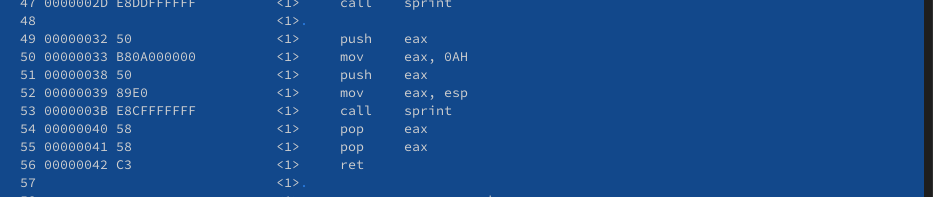 47 0000002D E8DDFFFFFF <1> call sprint
48 <1>.
49 00000032 50 <1> push eax
50 00000033 B80A000000 <1> mov eax, 0AH
51 00000038 50 <1> push eax
52 00000039 89E0 <1> mov eax, esp
53 0000003B E8CFFFFFFF <1> call sprint
54 00000040 58 <1> pop eax
55 00000041 58 <1> pop eax
56 00000042 C3 <1> ret
57 <1>.